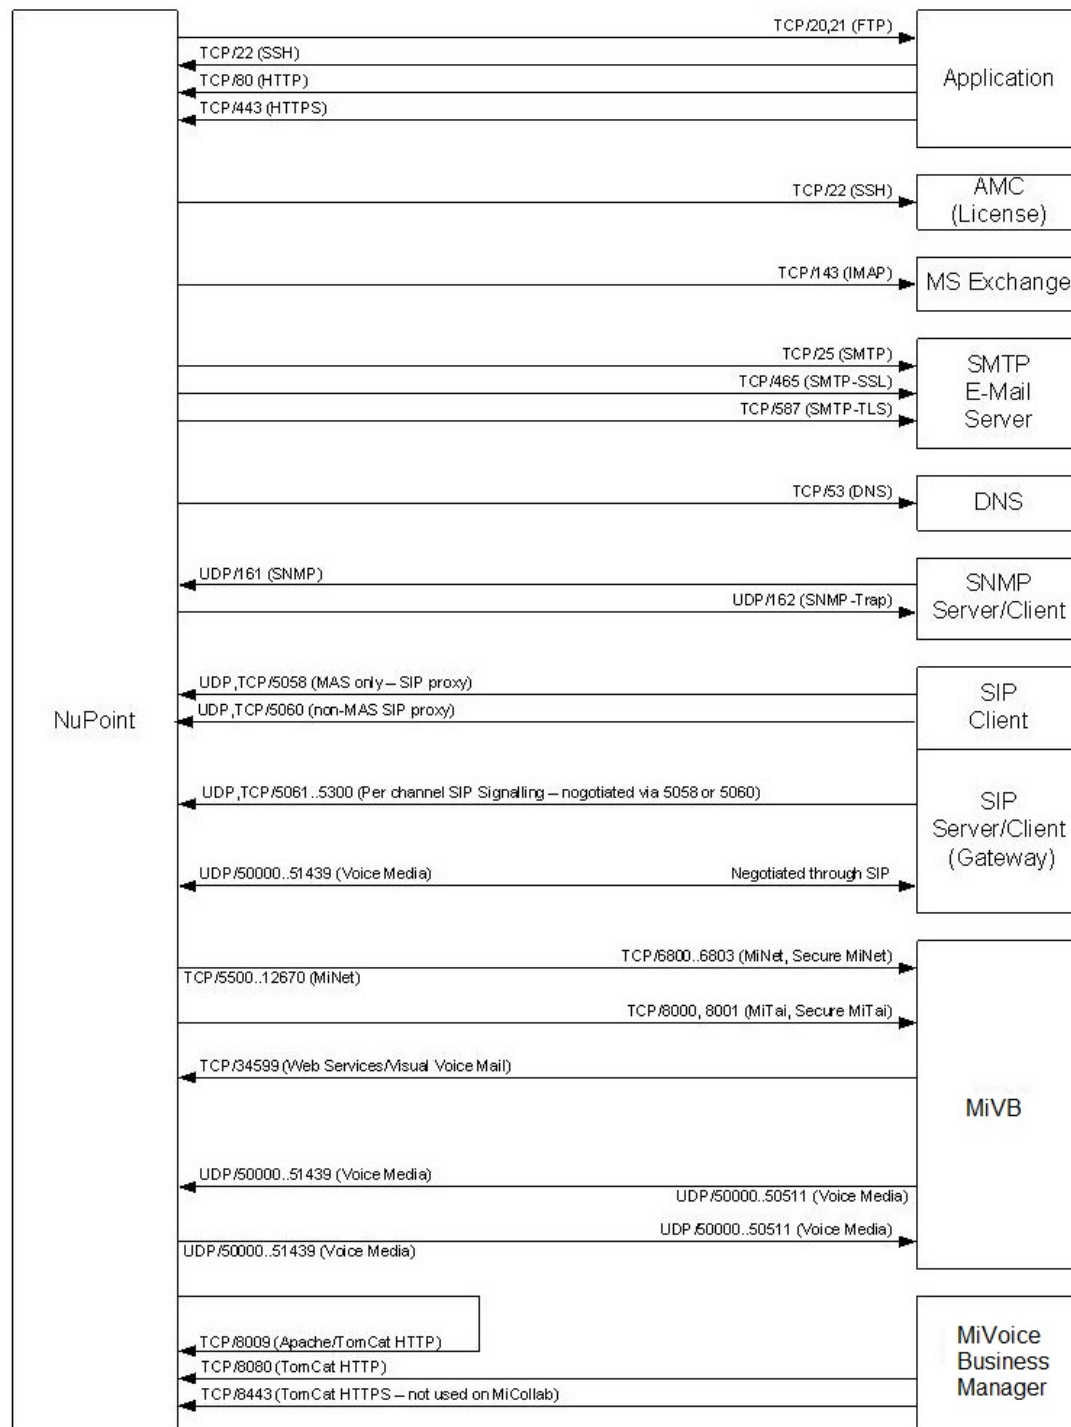 TCP/20,21 (FTP)
TCP/22 (SSH)
TCP/80 (HTTP)
TCP/443 (HTTPS)
Application
TCP/22 (SSH)
AMC
(License)
TCP/143 (IMAP)
MS Exchange
TCP/25 (SMTP)
TCP/465 (SMTP-SSL)
TCP/587 (SMTP-TLS)
SMTP
E-Mail
Server
TCP/53 (DNS)
DNS
UDP/161 (SNMP)
UDP/162 (SNMP-Trap)
SNMP
Server/Client
NuPoint
UDP,TCP/5058 (MAS only – SIP proxy)
UDP,TCP/5060 (non-MAS SIP proxy)
SIP
Client
UDP,TCP/5061..5300 (Per channel SIP Signalling – nogotiated via 5058 or 5060)
SIP
Server/Client
(Gateway)
UDP/50000..51439 (Voice Media) Negotiated through SIP
TCP/6800..6803 (MiNet, Secure MiNet)
TCP/5500..12670 (MiNet)
TCP/8000, 8001 (MiTai, Secure MiTai)
TCP/34599 (Web Services/Visual Voice Mail)
MiVB
UDP/50000..51439 (Voice Media)
UDP/50000..50511 (Voice Media)
UDP/50000..50511 (Voice Media)
UDP/50000..51439 (Voice Media)
TCP/8009 (Apache/TomCat HTTP)
TCP/8080 (TomCat HTTP)
TCP/8443 (TomCat HTTPS – not used on MiCollab)
MiVoice
Business
Manager